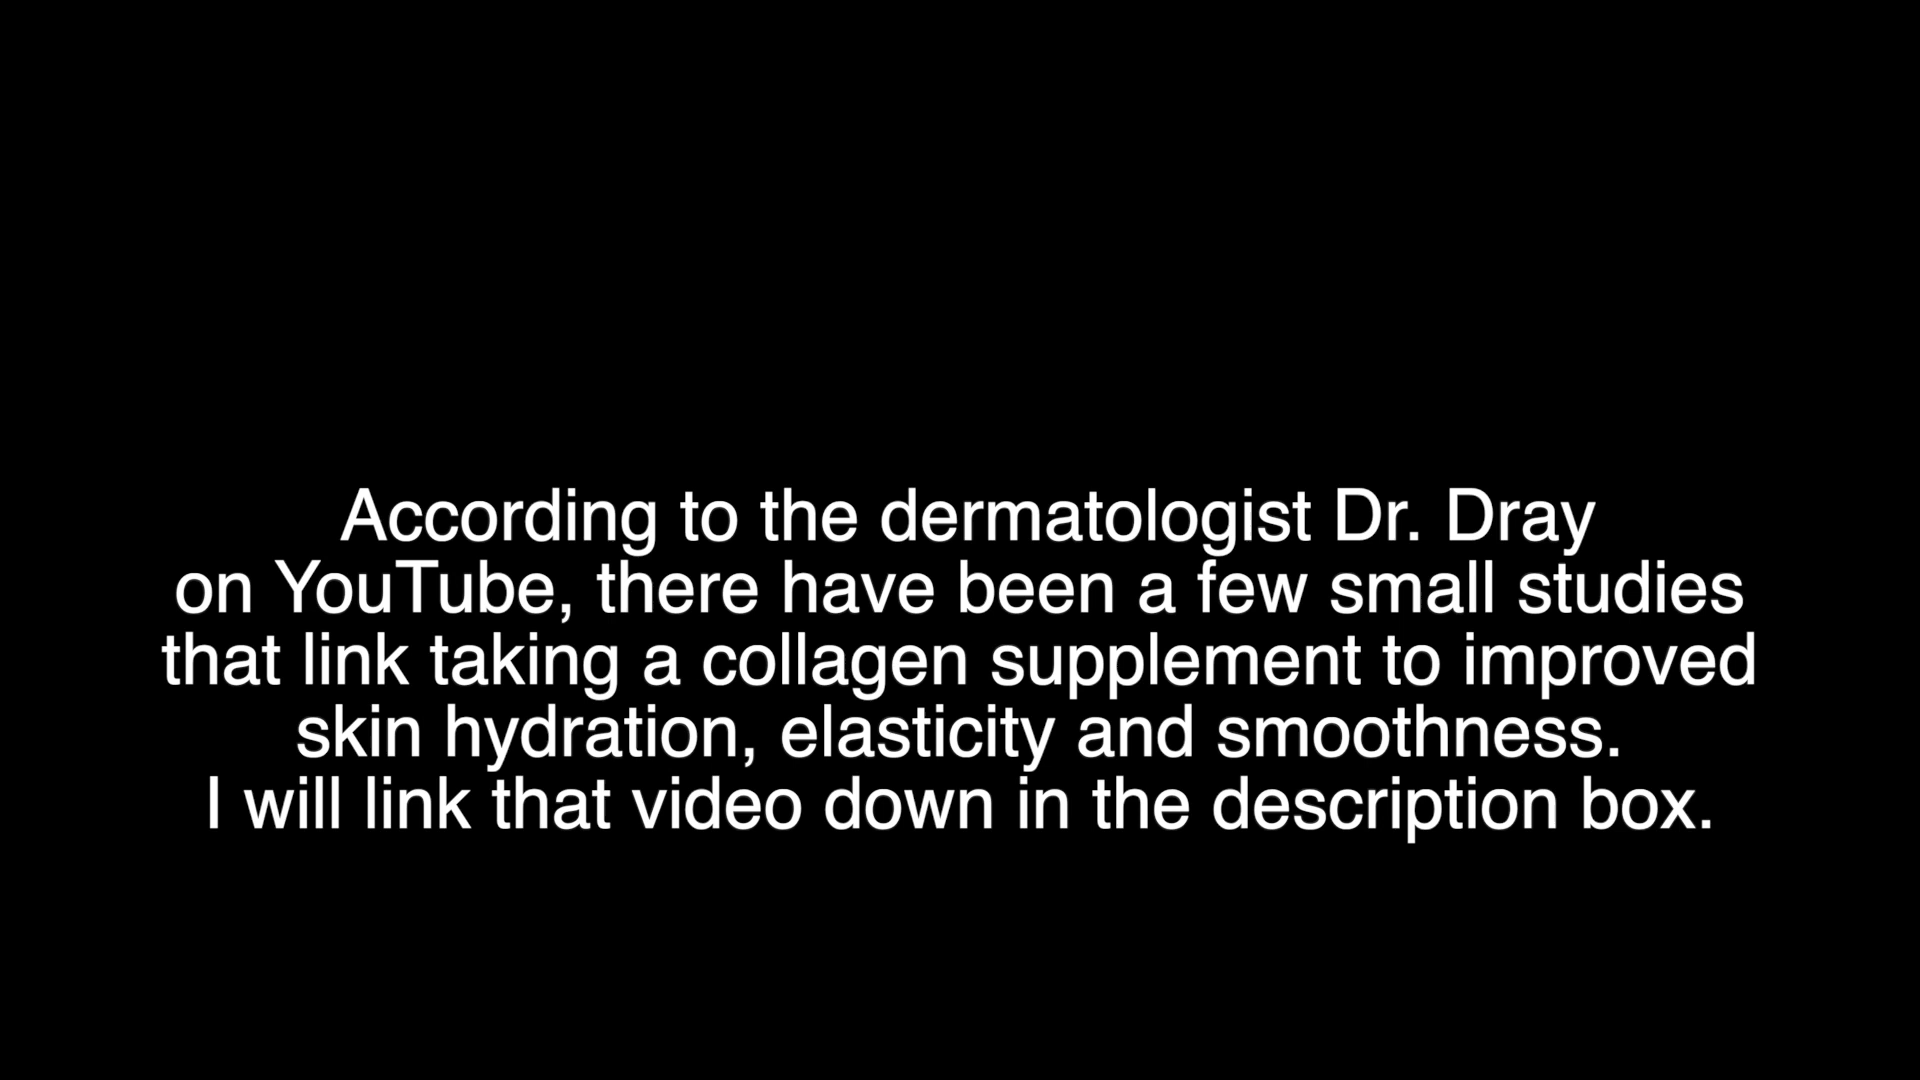 According to the dermatologist Dr. Dray
on YouTube, there have been a few small studies
that link taking a collagen supplement to improved
skin hydration, elasticity and smoothness.
I will link that video down in the description box.